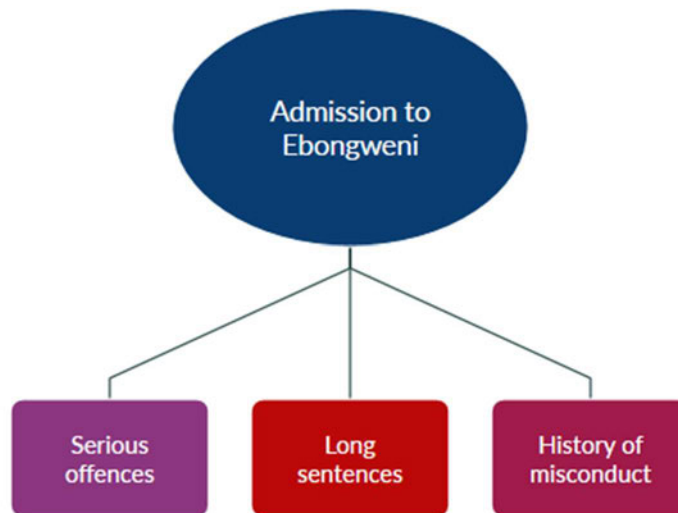 Admission to
Ebongweni
Serious
offences
Long
sentences
History of
misconduct